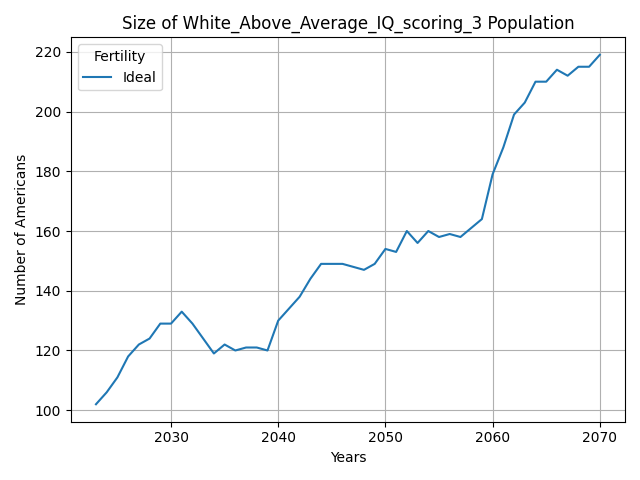 Size of White_Above_Average_IQ_scoring_3 Population
Fertility
Ideal
220
200
180
160
140
120
100
Number of Americans
2030 2040 2050 2060 2070
Years